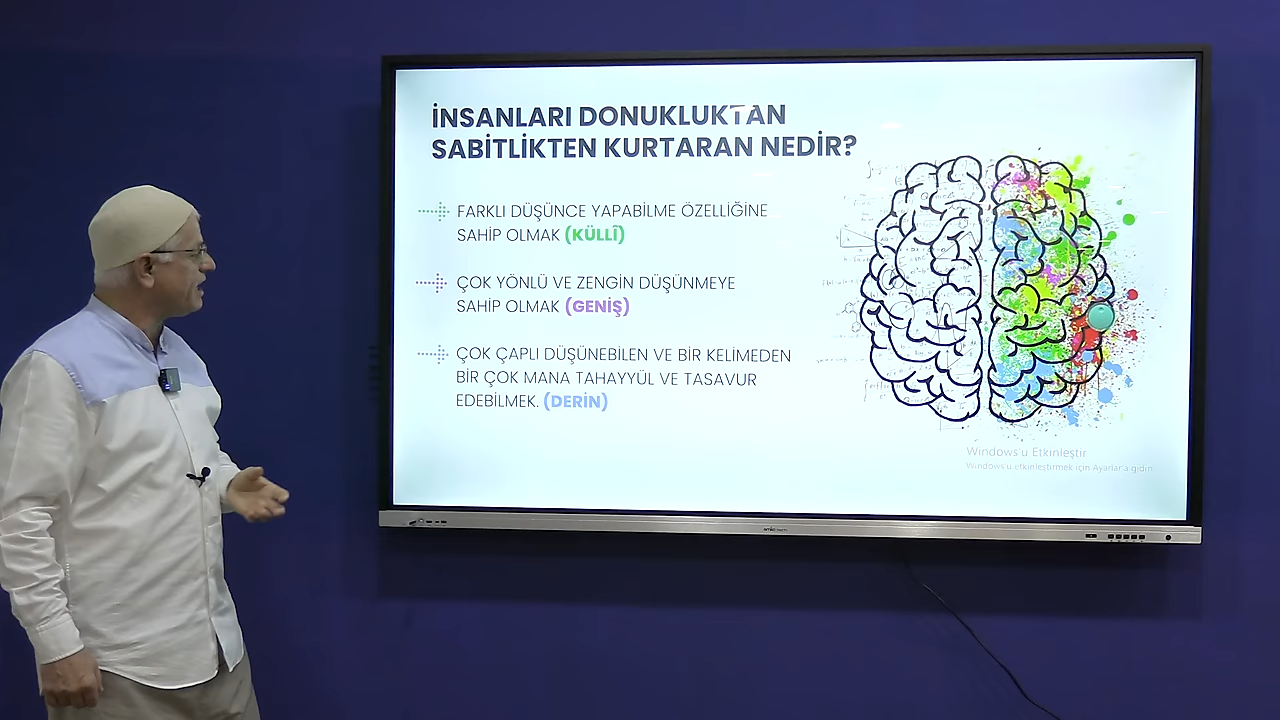 İNSANLARI DONUKLUKTAN
SABİTLİKTEN KURTARAN NEDİR?
FARKLI DÜŞÜNCE YAPABİLME ÖZELLİĞİNE
SAHİP OLMAK (KÜLLÎ)
ÇOK YÖNLÜ VE ZENGİN DÜŞÜNMEYE
SAHİP OLMAK (GENİŞ)
ÇOK ÇAPLI DÜŞÜNEBİLEN VE BİR KELİMEDEN
BİR ÇOK MANA TAHAYYÜL VE TASAVUR
EDEBİLMEK. (DERİN)
Windows'u Etkinleştir
Windows'u etkinleştirmek için Ayarlar'a gidin.